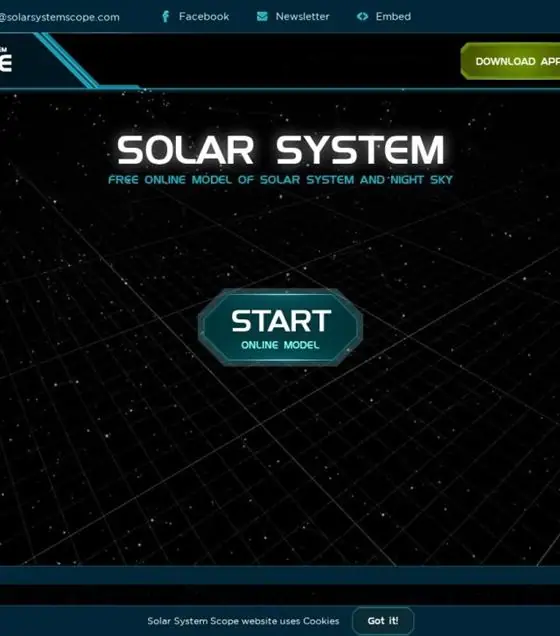 @solarsystemscope.com Facebook Newsletter Embed
DOWNLOAD APP
SOLAR SYSTEM
FREE ONLINE MODEL OF SOLAR SYSTEM AND NIGHT SKY
START
ONLINE MODEL
Solar System Scope website uses Cookies Got it!